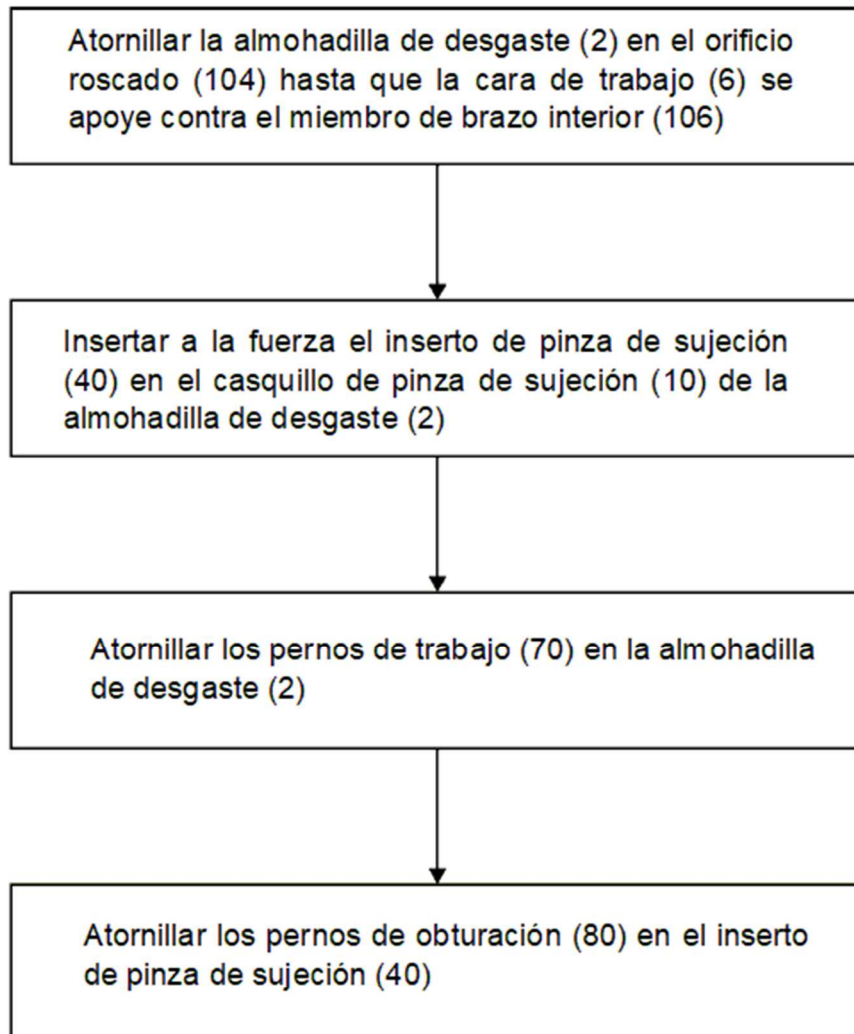 Atornillar la almohadilla de desgaste (2) en el orificio
roscado (104) hasta que la cara de trabajo (6) se
apoye contra el miembro de brazo interior (106)
Insertar a la fuerza el inserto de pinza de sujeción
(40) en el casquillo de pinza de sujeción (10) de la
almohadilla de desgaste (2)
Atornillar los pernos de trabajo (70) en la almohadilla
de desgaste (2)
Atornillar los pernos de obturación (80) en el inserto
de pinza de sujeción (40)